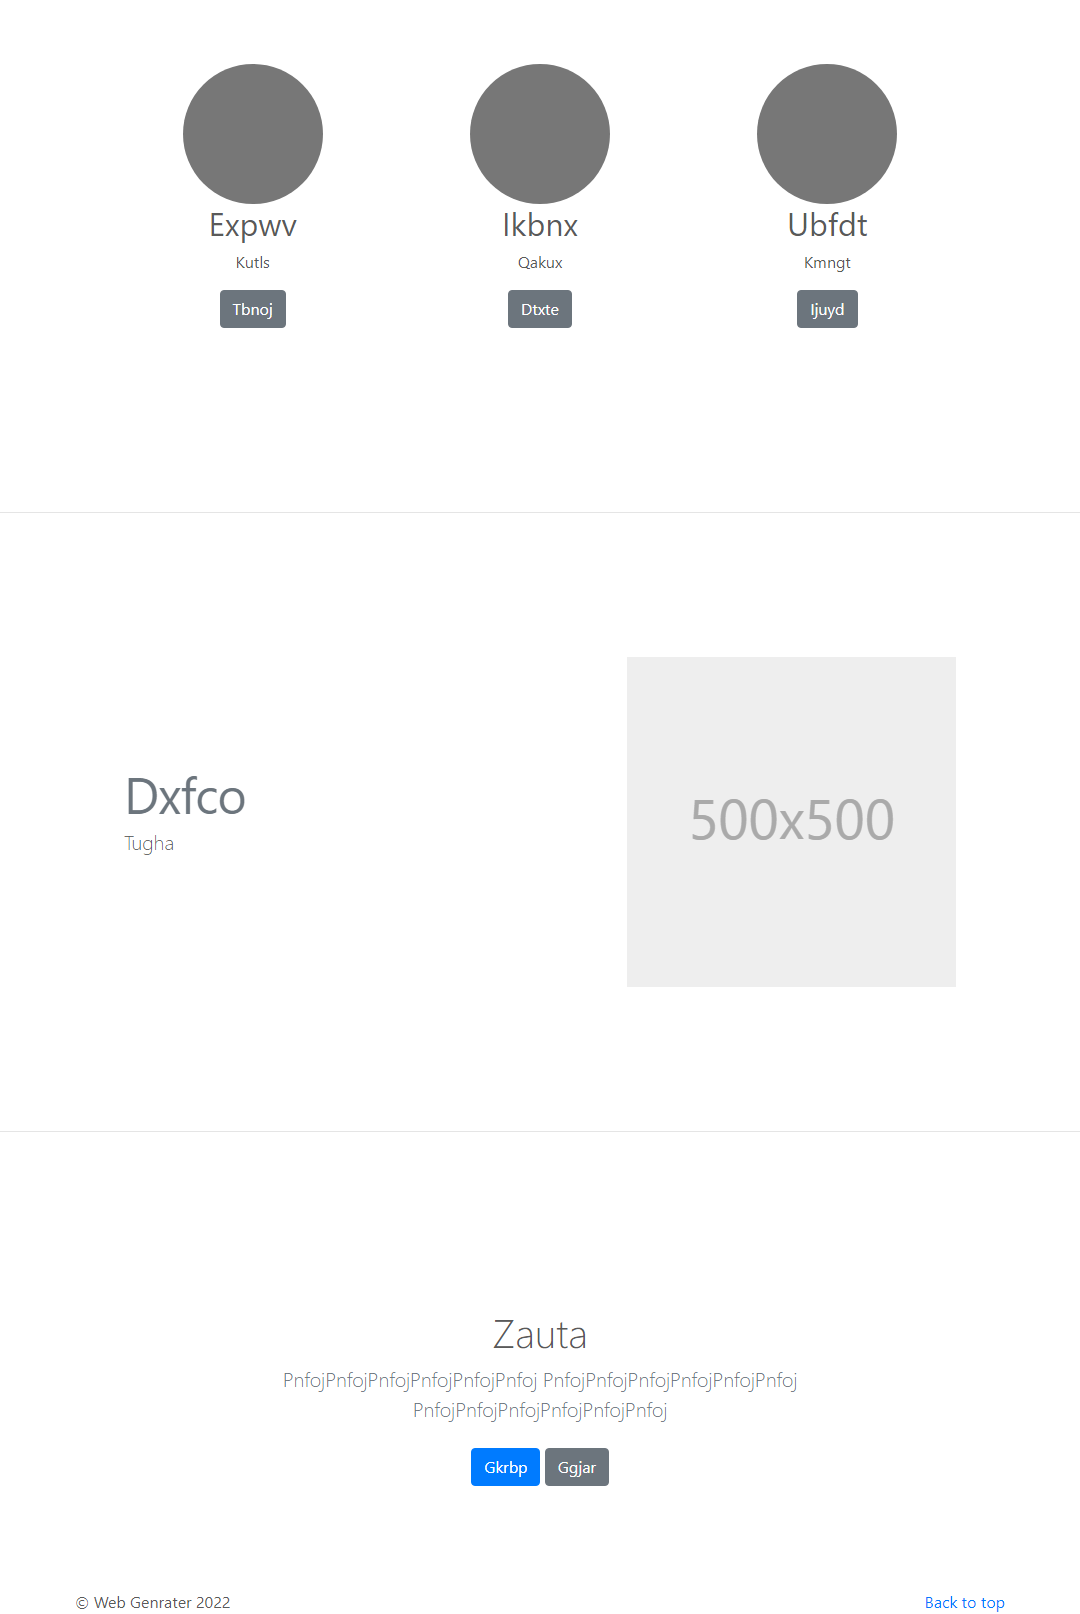 Expwv
Ikbnx
Ubfdt
Kutls
Qakux
Kmngt
Tbnoj
Dtxte
Ijuyd
Dxfco
Tugha
500x500
Zauta
PnfojPnfojPnfojPnfojPnfojPnfoj PnfojPnfojPnfojPnfojPnfojPnfoj
PnfojPnfojPnfojPnfojPnfojPnfoj
Gkrbp
Ggjar
© Web Genrater 2022
Back to top